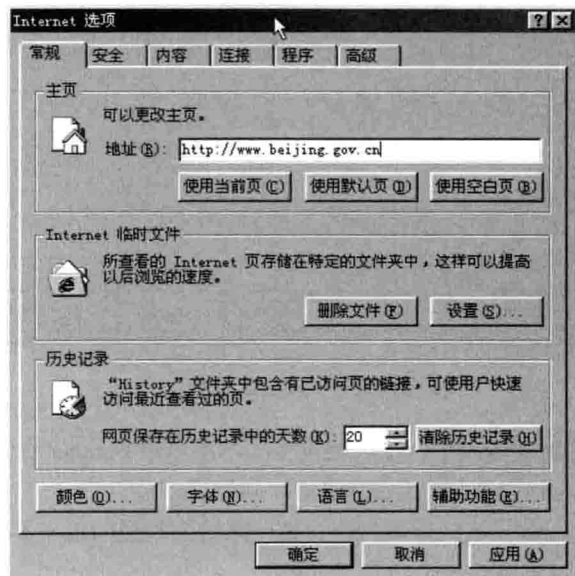 Internet 选项
常规 安全 内容 连接 程序 高级
主页
可以更改主页。
地址(R): http://www.beijing.gov.cn
使用当前页(C) 使用默认页(D) 使用空白页(B)
Internet 临时文件
所查看的 Internet 页存储在特定的文件夹中，这样可以提高
以后浏览的速度。
删除文件(F) 设置(S)...
历史记录
“History”文件夹中包含有已访问页的链接，可使用户快速
访问最近查看过的页。
网页保存在历史记录中的天数(K): 20 清除历史记录(H)
颜色(O)... 字体(N)... 语言(L)... 辅助功能(E)...
确定 取消 应用(A)